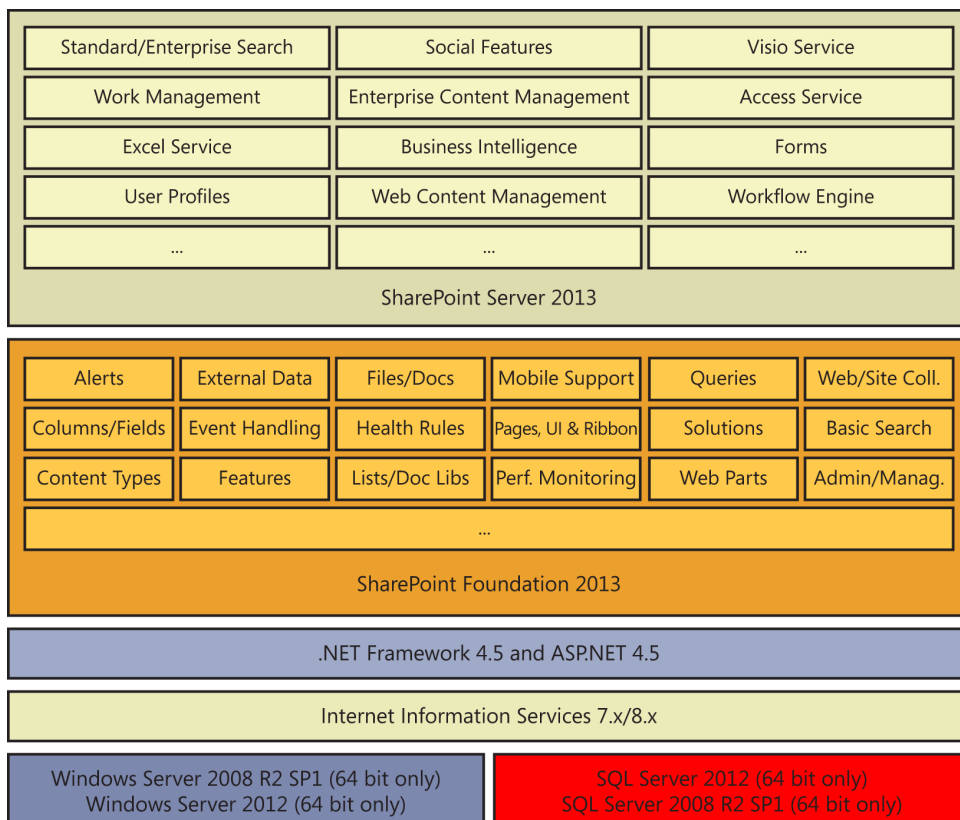 Standard/Enterprise Search
Social Features
Visio Service
Work Management
Enterprise Content Management
Access Service
Excel Service
Business Intelligence
Forms
User Profiles
Web Content Management
Workflow Engine
...
...
...
SharePoint Server 2013
Alerts
External Data
Files/Docs
Mobile Support
Queries
Web/Site Coll.
Columns/Fields
Event Handling
Health Rules
Pages, UI & Ribbon
Solutions
Basic Search
Content Types
Features
Lists/Doc Libs
Perf. Monitoring
Web Parts
Admin/Manag.
...
SharePoint Foundation 2013
.NET Framework 4.5 and ASP.NET 4.5
Internet Information Services 7.x/8.x
Windows Server 2008 R2 SP1 (64 bit only)
Windows Server 2012 (64 bit only)
SQL Server 2012 (64 bit only)
SQL Server 2008 R2 SP1 (64 bit only)